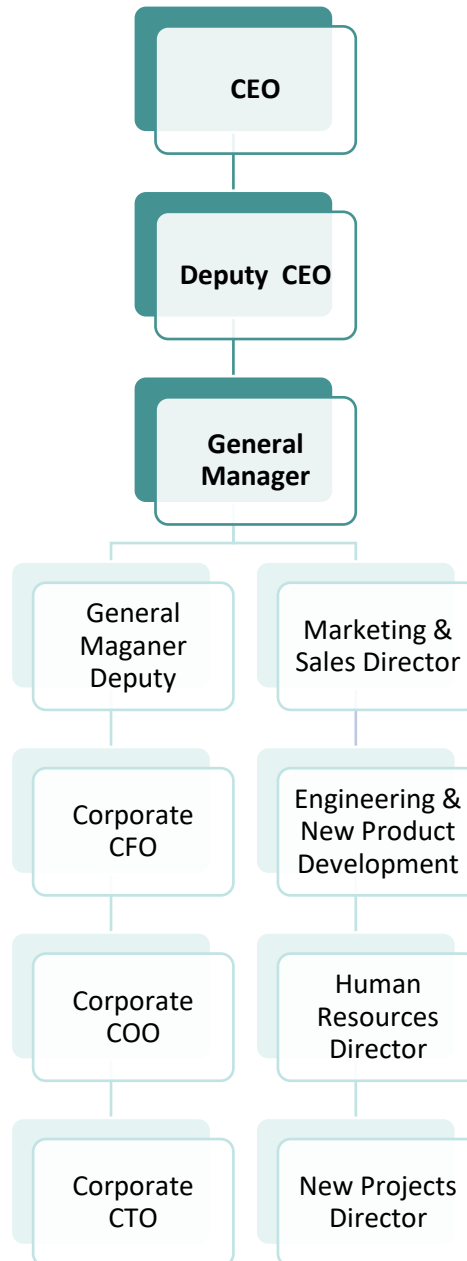 CEO
Deputy CEO
General
Manager
General
Maganer
Deputy
Marketing &
Sales Director
Corporate
CFO
Engineering &
New Product
Development
Corporate
COO
Human
Resources
Director
Corporate
CTO
New Projects
Director